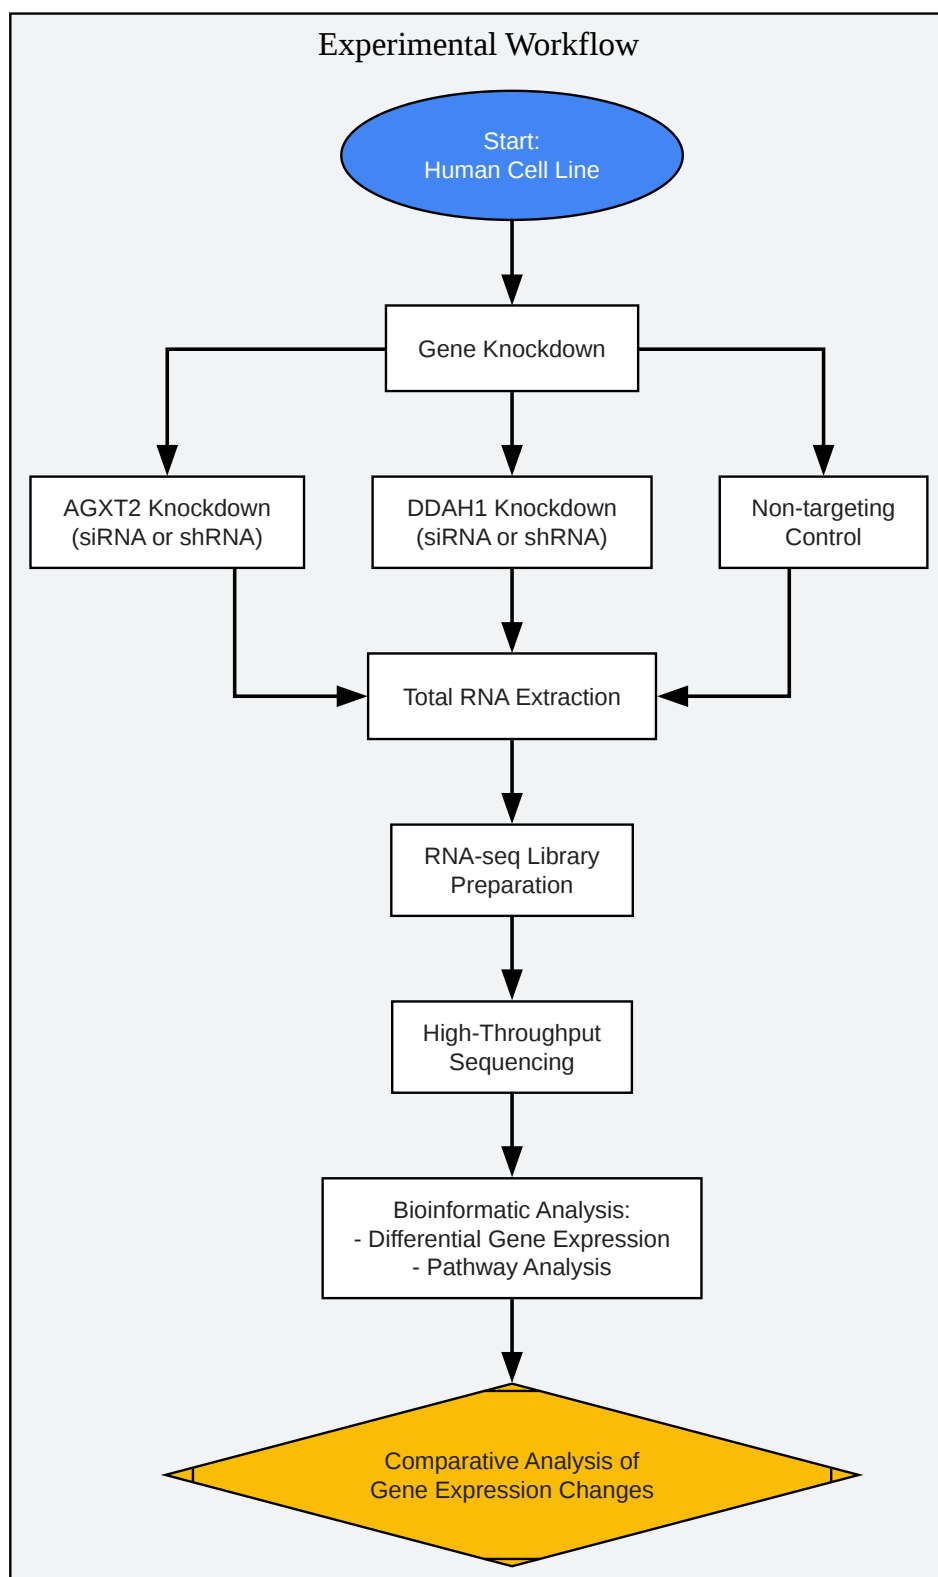 Experimental Workflow
Start:
Human Cell Line
Gene Knockdown
AGXT2 Knockdown
(siRNA or shRNA)
DDAH1 Knockdown
(siRNA or shRNA)
Non-targeting
Control
Total RNA Extraction
RNA-seq Library
Preparation
High-Throughput
Sequencing
Bioinformatic Analysis:
- Differential Gene Expression
- Pathway Analysis
Comparative Analysis of
Gene Expression Changes